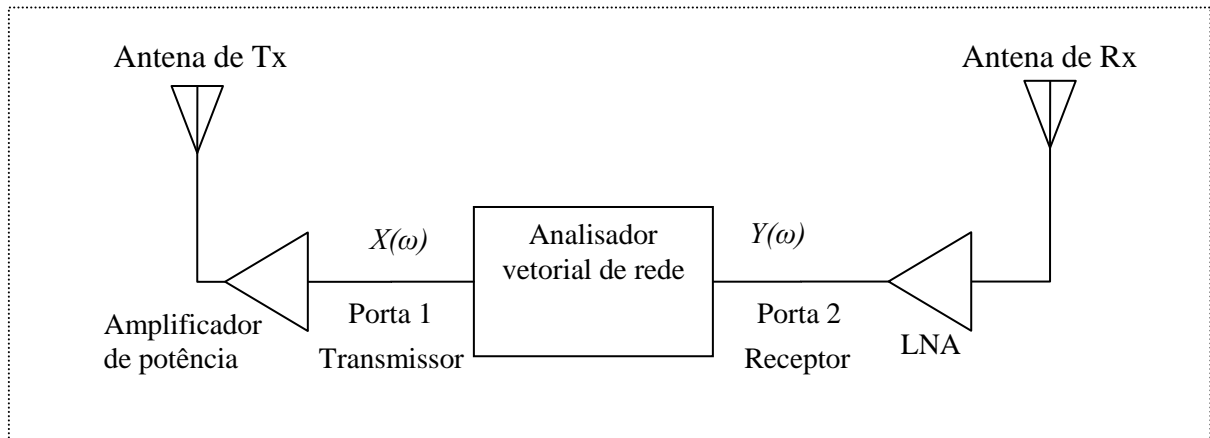 Antena de Tx
Antena de Rx
X(ω)
Analisador
vetorial de rede
Y(ω)
Amplificador
de potência
Porta 1
Transmissor
Porta 2
Receptor
LNA